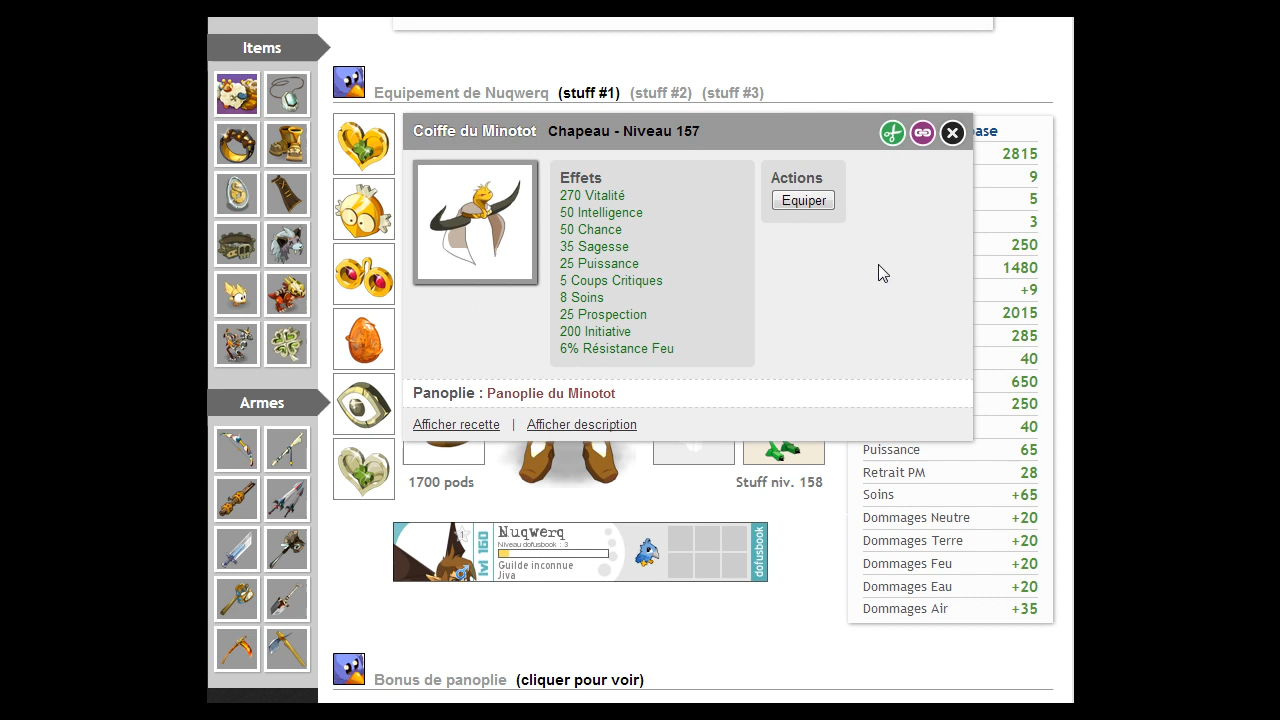 Items
Equipement de Nuqwerq (stuff #1) (stuff #2) (stuff #3)
Coiffe du Minotot Chapeau - Niveau 157
Effets
270 Vitalité
50 Intelligence
50 Chance
35 Sagesse
25 Puissance
5 Coups Critiques
8 Soins
25 Prospection
200 Initiative
6% Résistance Feu
Actions
Equiper
Panoplie : Panoplie du Minotot
Afficher recette | Afficher description
ase
2815
9
5
3
250
1480
+9
2015
285
40
650
250
40
Puissance 65
Retrait PM 28
Soins +65
Dommages Neutre +20
Dommages Terre +20
Dommages Feu +20
Dommages Eau +20
Dommages Air +35
Armes
1700 pods
Stuff niv. 158
lvl 160
Nuqwerq
1
Niveau dofusbook : 3
Guilde inconnue
Jiva
dofusbook
Bonus de panoplie (cliquer pour voir)